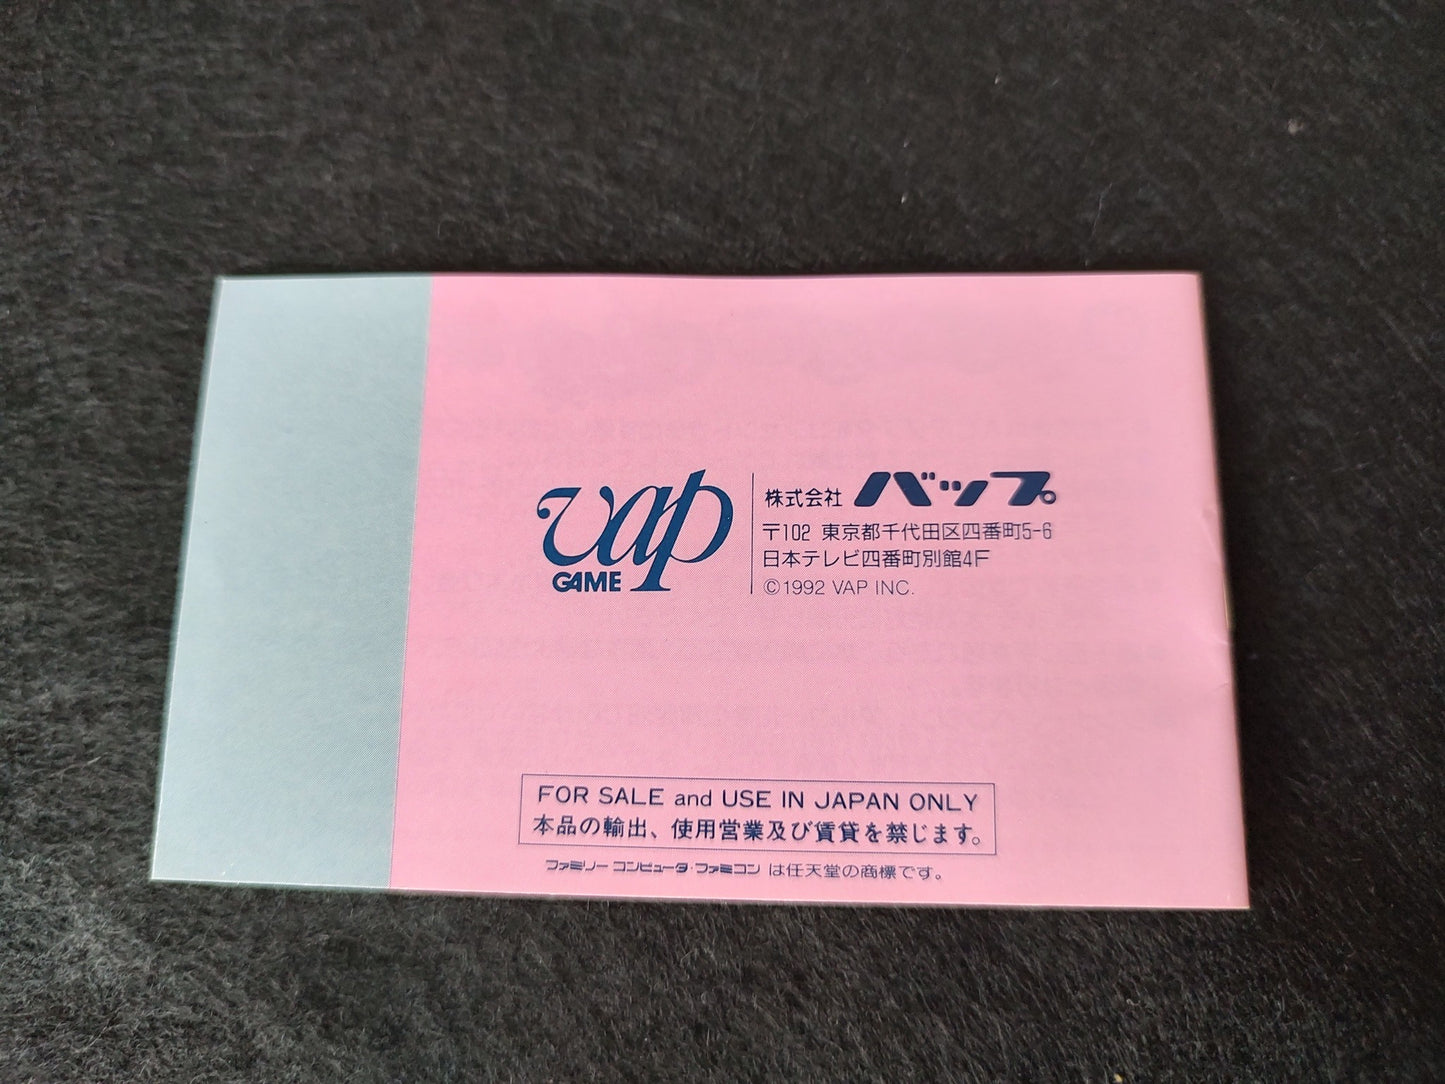 vap
GAME
株式会社 バップ
〒102 東京都千代田区四番町5-6
日本テレビ四番町別館4F
©1992 VAP INC.
FOR SALE and USE IN JAPAN ONLY
本品の輸出、使用営業及び賃貸を禁じます。
ファミリー コンピュータ・ファミコン は任天堂の商標です。